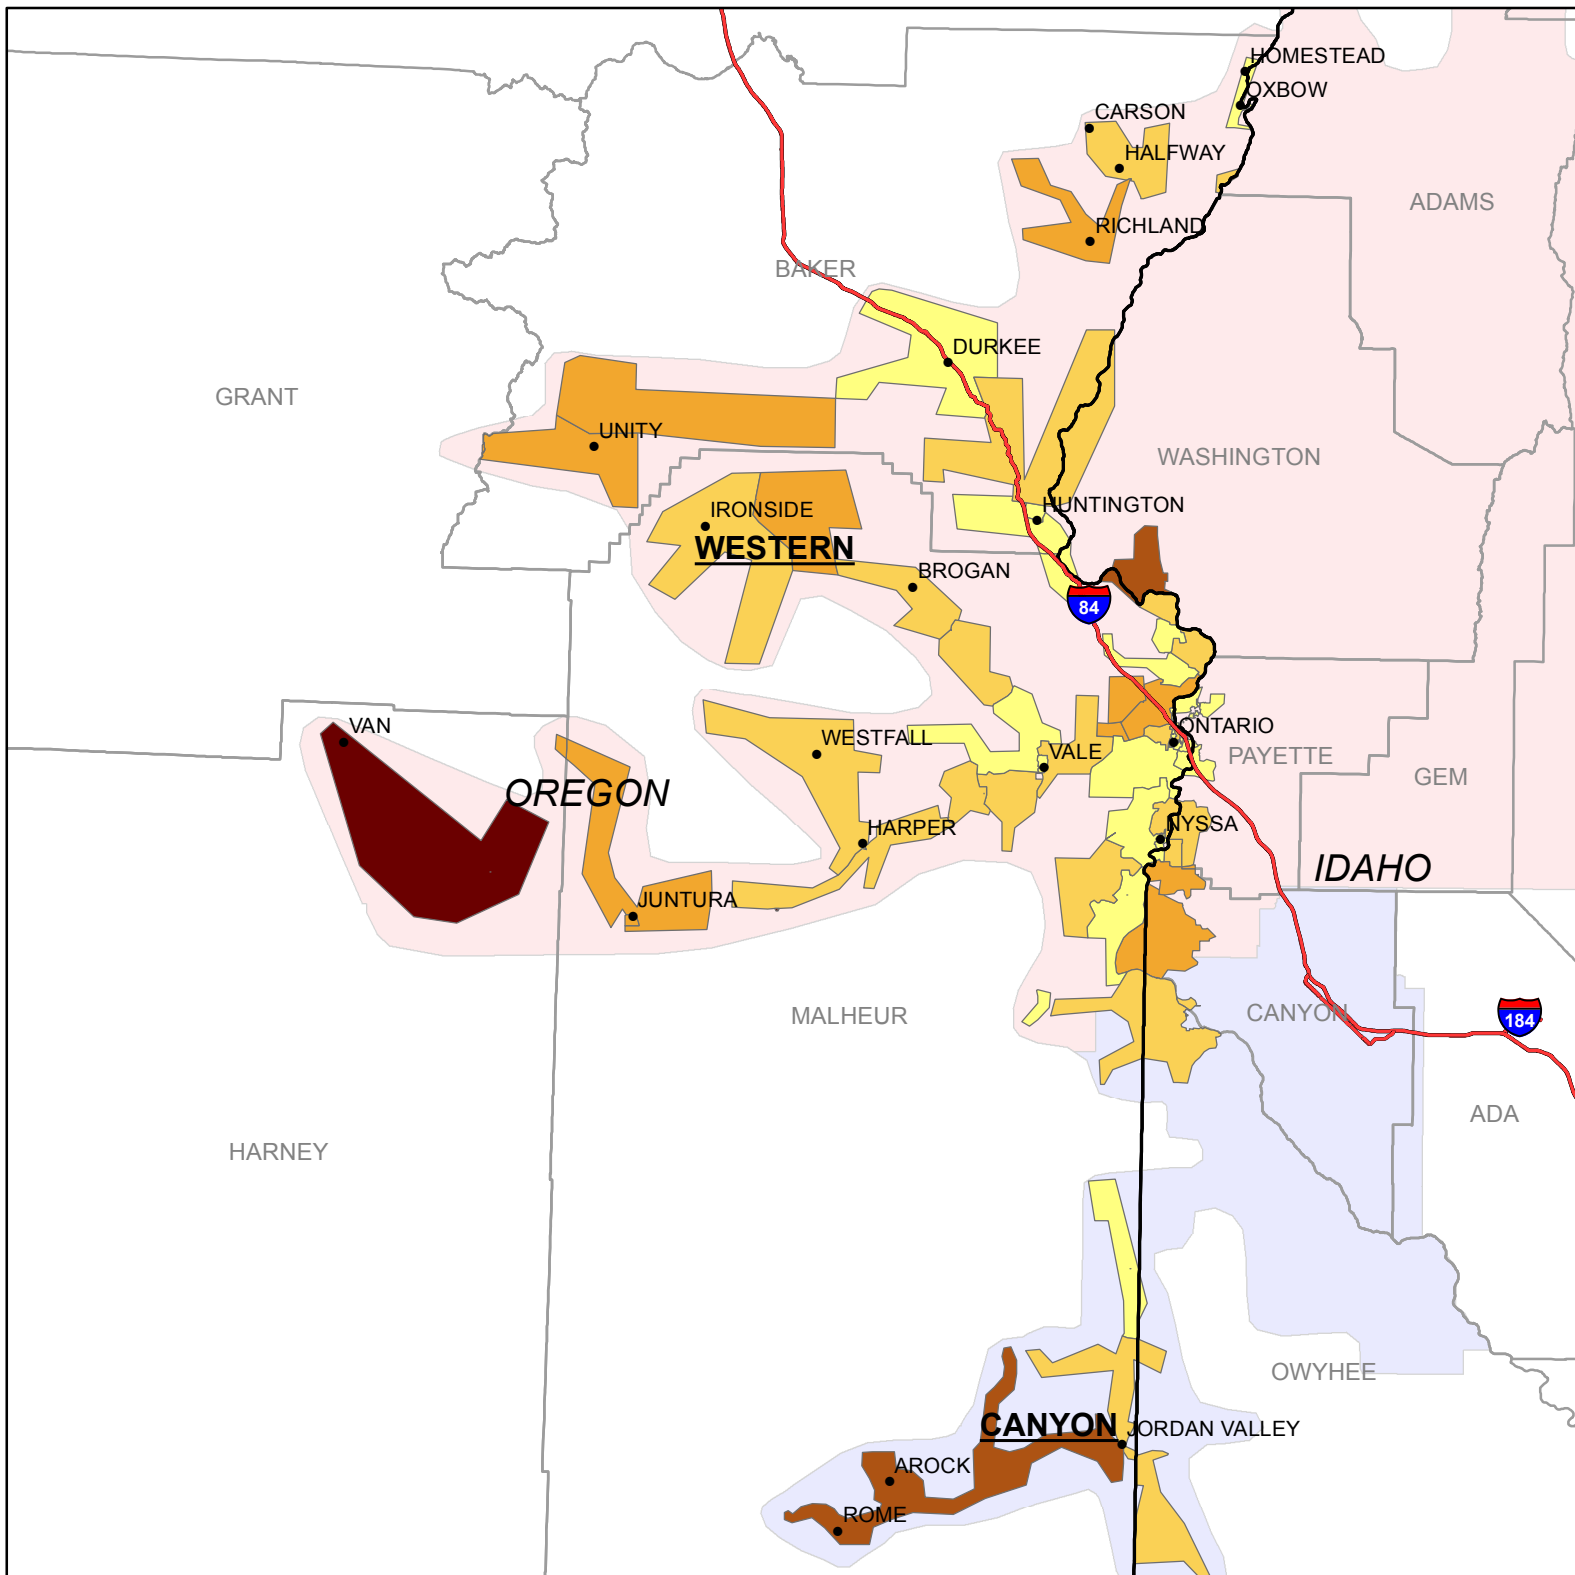 HOMESTEAD
OXBOW
CARSON
HALFWAY
ADAMS
RICHLAND
BAKER
DURKEE
GRANT
UNITY
WASHINGTON
HUNTINGTON
IRONSIDE
WESTERN
BROGAN
84
VAN
WESTFALL
VALE
ONTARIO
PAYETTE
GEM
OREGON
HARPER
NYSSA
IDAHO
JUNTURA
MALHEUR
CANYON
184
ADA
HARNEY
OWYHEE
CANYON
JORDAN VALLEY
AROCK
ROME